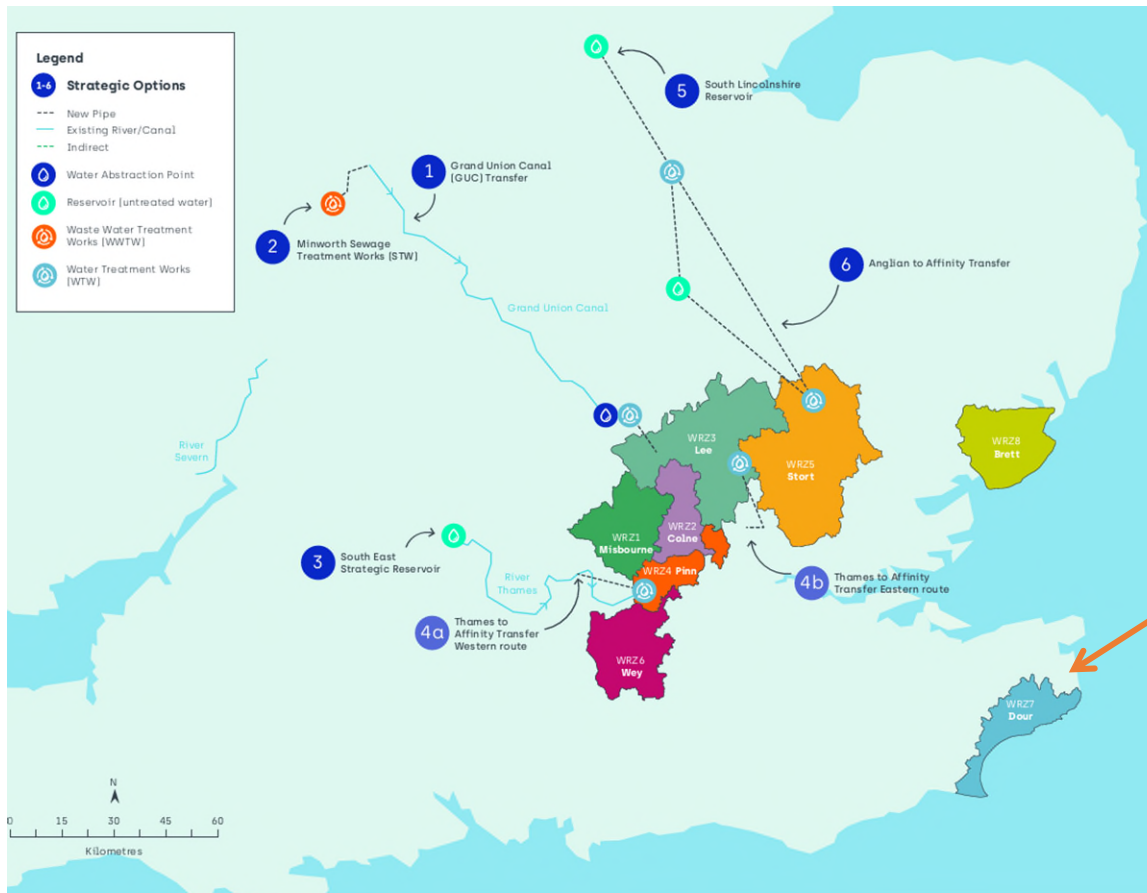 Legend
1-6 Strategic Options
New Pipe
Existing River/Canal
Indirect
Water Abstraction Point
Reservoir (untreated water)
Waste Water Treatment
Works (WWTW)
Water Treatment Works
(WTW)
5
South Lincolnshire
Reservoir
1
Grand Union Canal
(GUC) Transfer
2
Minworth Sewage
Treatment Works (STW)
6
Anglian to Affinity Transfer
Grand Union Canal
River
Severn
WRZ3
Lee
WRZ5
Stort
WRZ8
Brett
WRZ1
Misbourne
WRZ2
Colne
WRZ4 Pinn
3
South East
Strategic Reservoir
River
Thames
4a
Thames to
Affinity Transfer
Western route
4b
Thames to Affinity
Transfer Eastern route
WRZ6
Wey
WRZ7
Dour
N
0 15 30 45 60
Kilometres